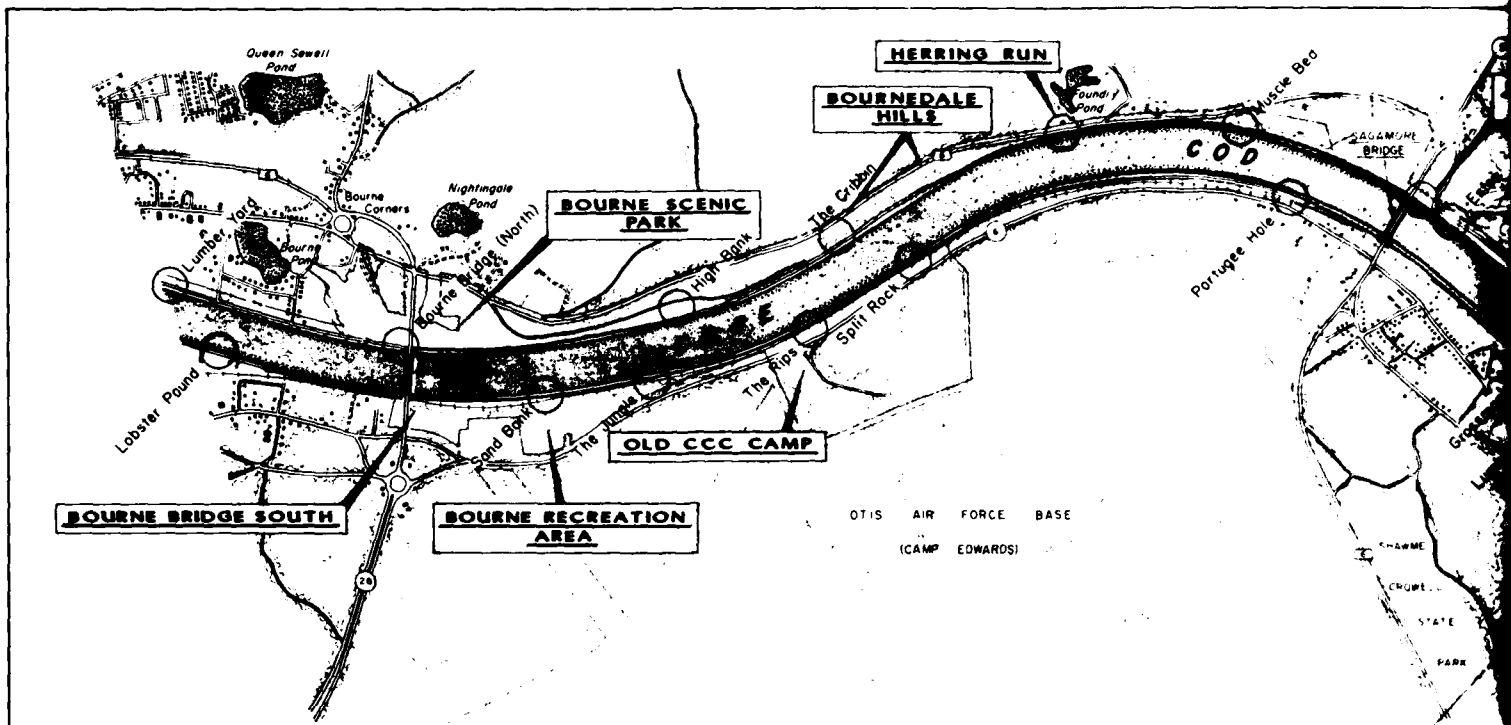 Queen Sewell
Pond
HERRING RUN
BOURNEDALE
HILLS
Foundry
Pond
Muscle Bed
SAGAMORE
BRIDGE
COD
6
Bourne
Corners
Nightingale
Pond
BOURNE SCENIC
PARK
The Cribbin
Lumber Yard
Bourne
Pond
Bourne Bridge (North)
High Bank
6
Portugee Hole
Split Rock
The Rips
Lobster Pound
Sand Bank
The Jungle
OLD CCC CAMP
BOURNE BRIDGE SOUTH
BOURNE RECREATION
AREA
OTIS AIR FORCE BASE
(CAMP EDWARDS)
28
SHAWME
STATE
PARK